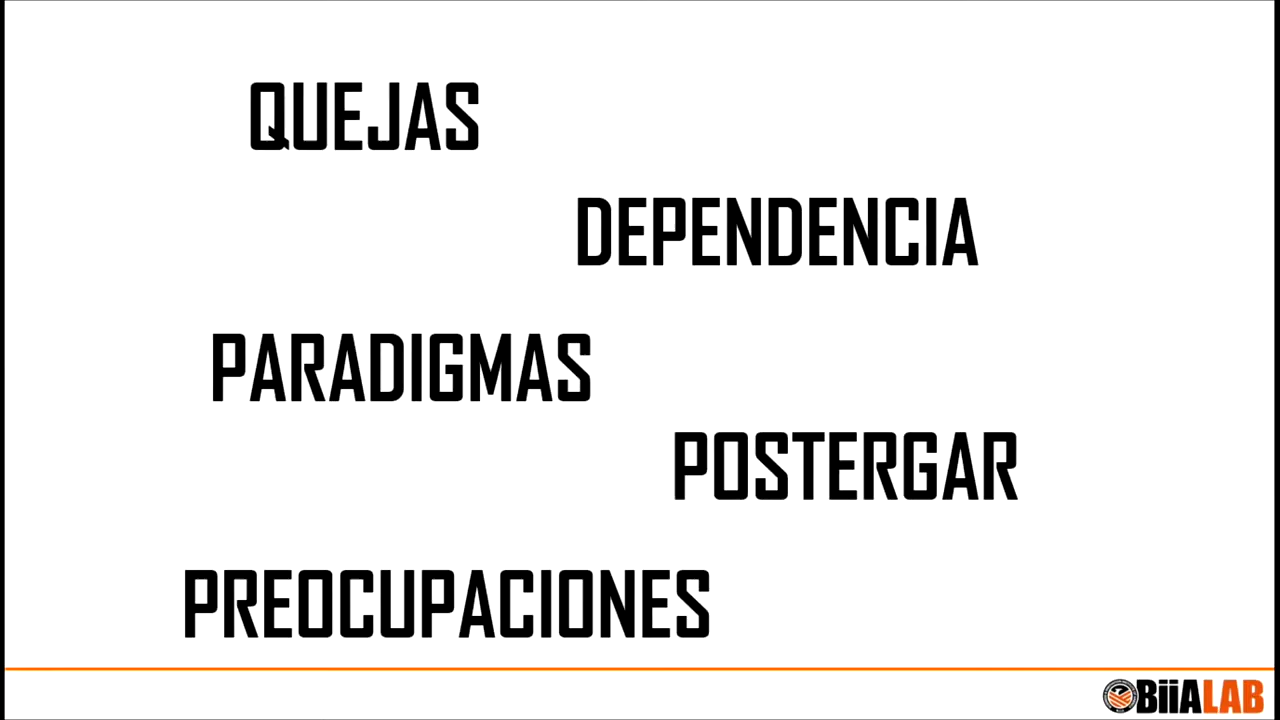 QUEJAS
DEPENDENCIA
PARADIGMAS
POSTERGAR
PREOCUPACIONES
BiiALAB